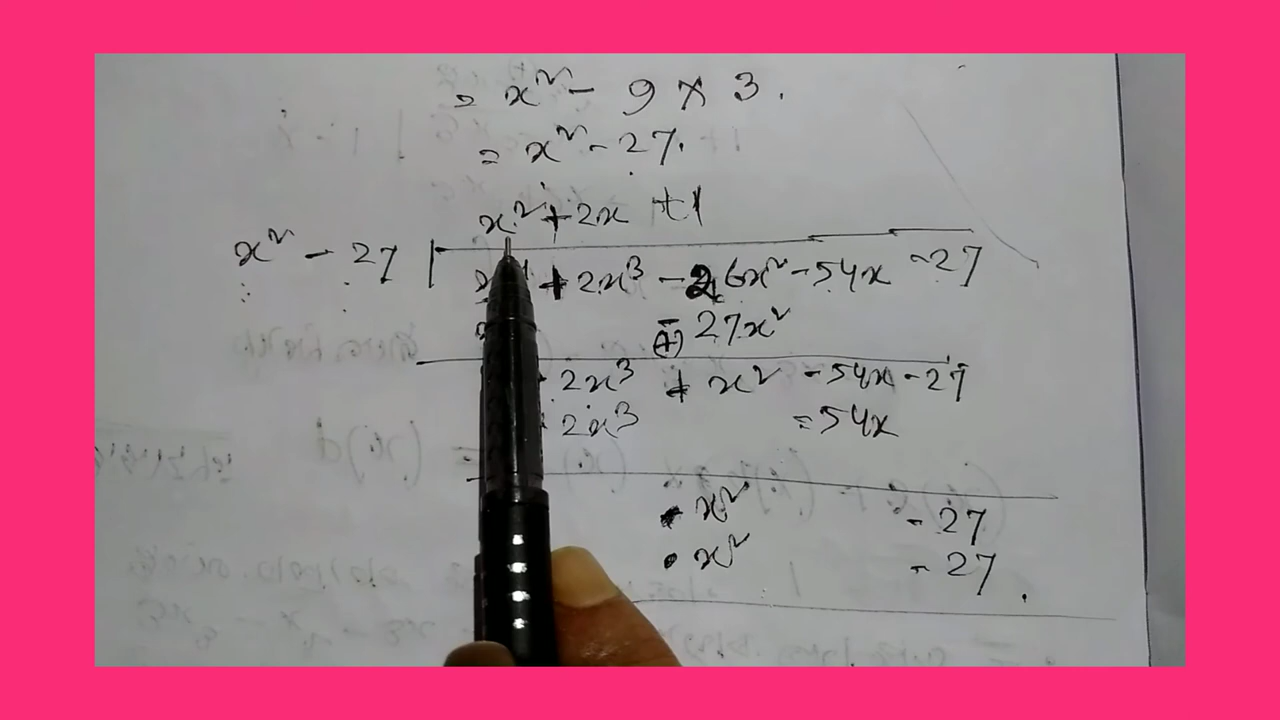 = x² - 9 × 3.
= x² - 27.
x² + 2x + 1
x² - 27 | + 2x³ - 26x² - 54x - 27
- 27x²
(+)
2x³ + x² - 54x - 27
2x³ - 54x
x² - 27
x² - 27.